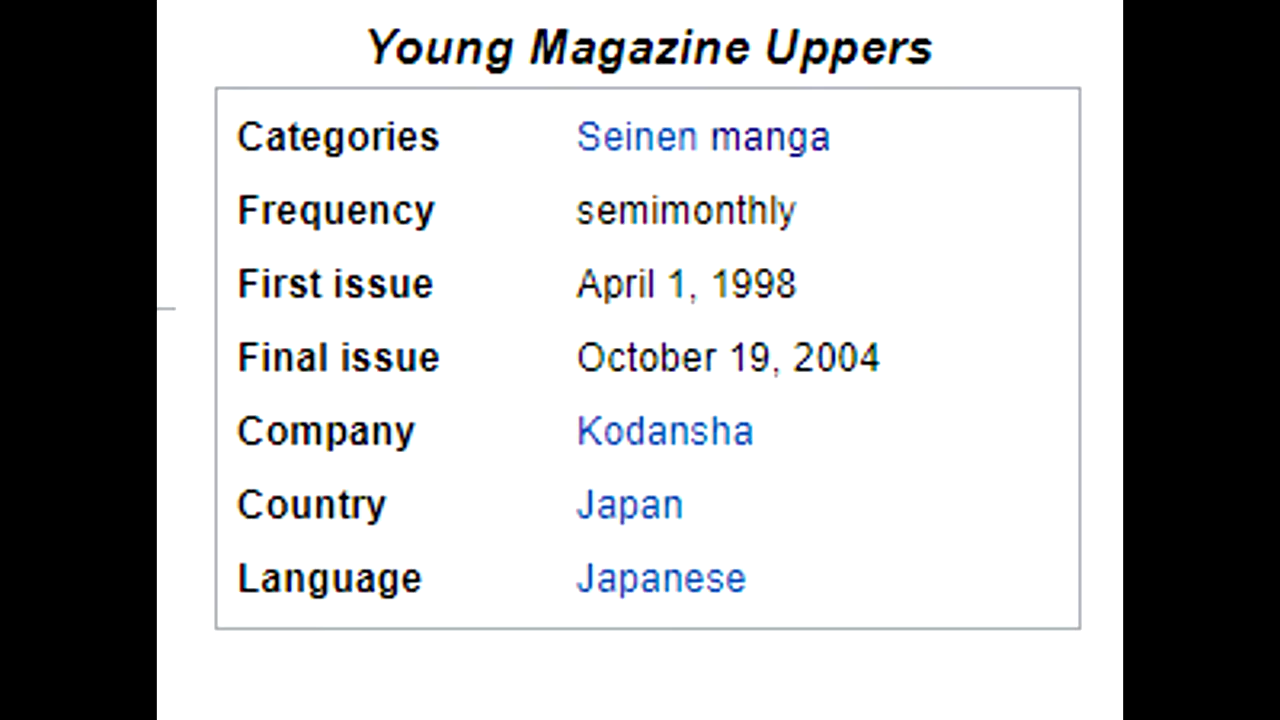 Young Magazine Uppers
Categories Seinen manga
Frequency semimonthly
First issue April 1, 1998
Final issue October 19, 2004
Company Kodansha
Country Japan
Language Japanese